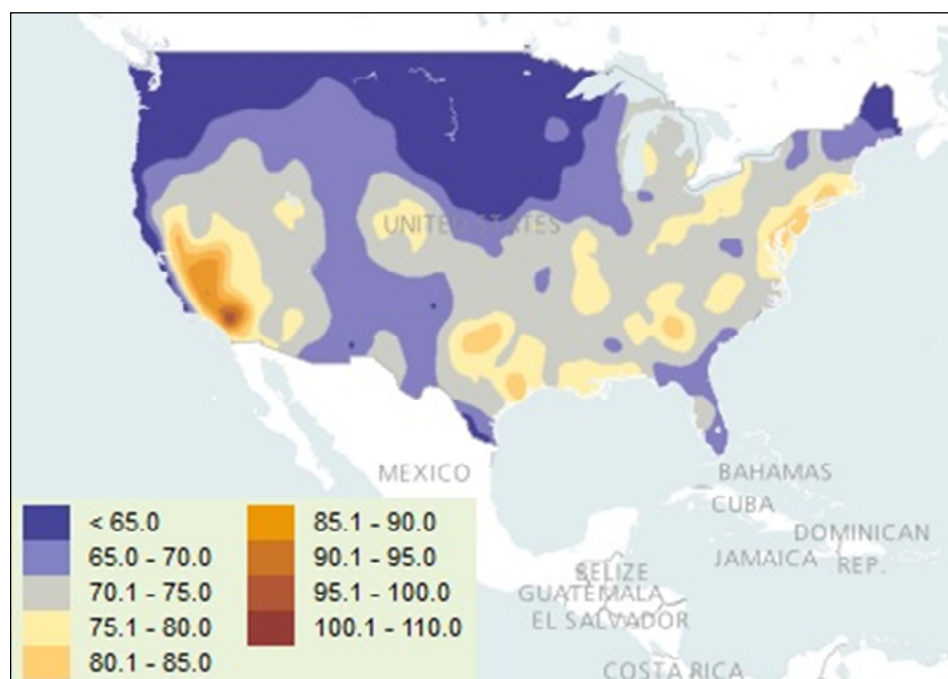 UNITED STATES
MEXICO
BAHAMAS
CUBA
DOMINICAN
REP.
JAMAICA
BELIZE
GUATEMALA
EL SALVADOR
COSTA RICA
< 65.0
65.0 - 70.0
70.1 - 75.0
75.1 - 80.0
80.1 - 85.0
85.1 - 90.0
90.1 - 95.0
95.1 - 100.0
100.1 - 110.0